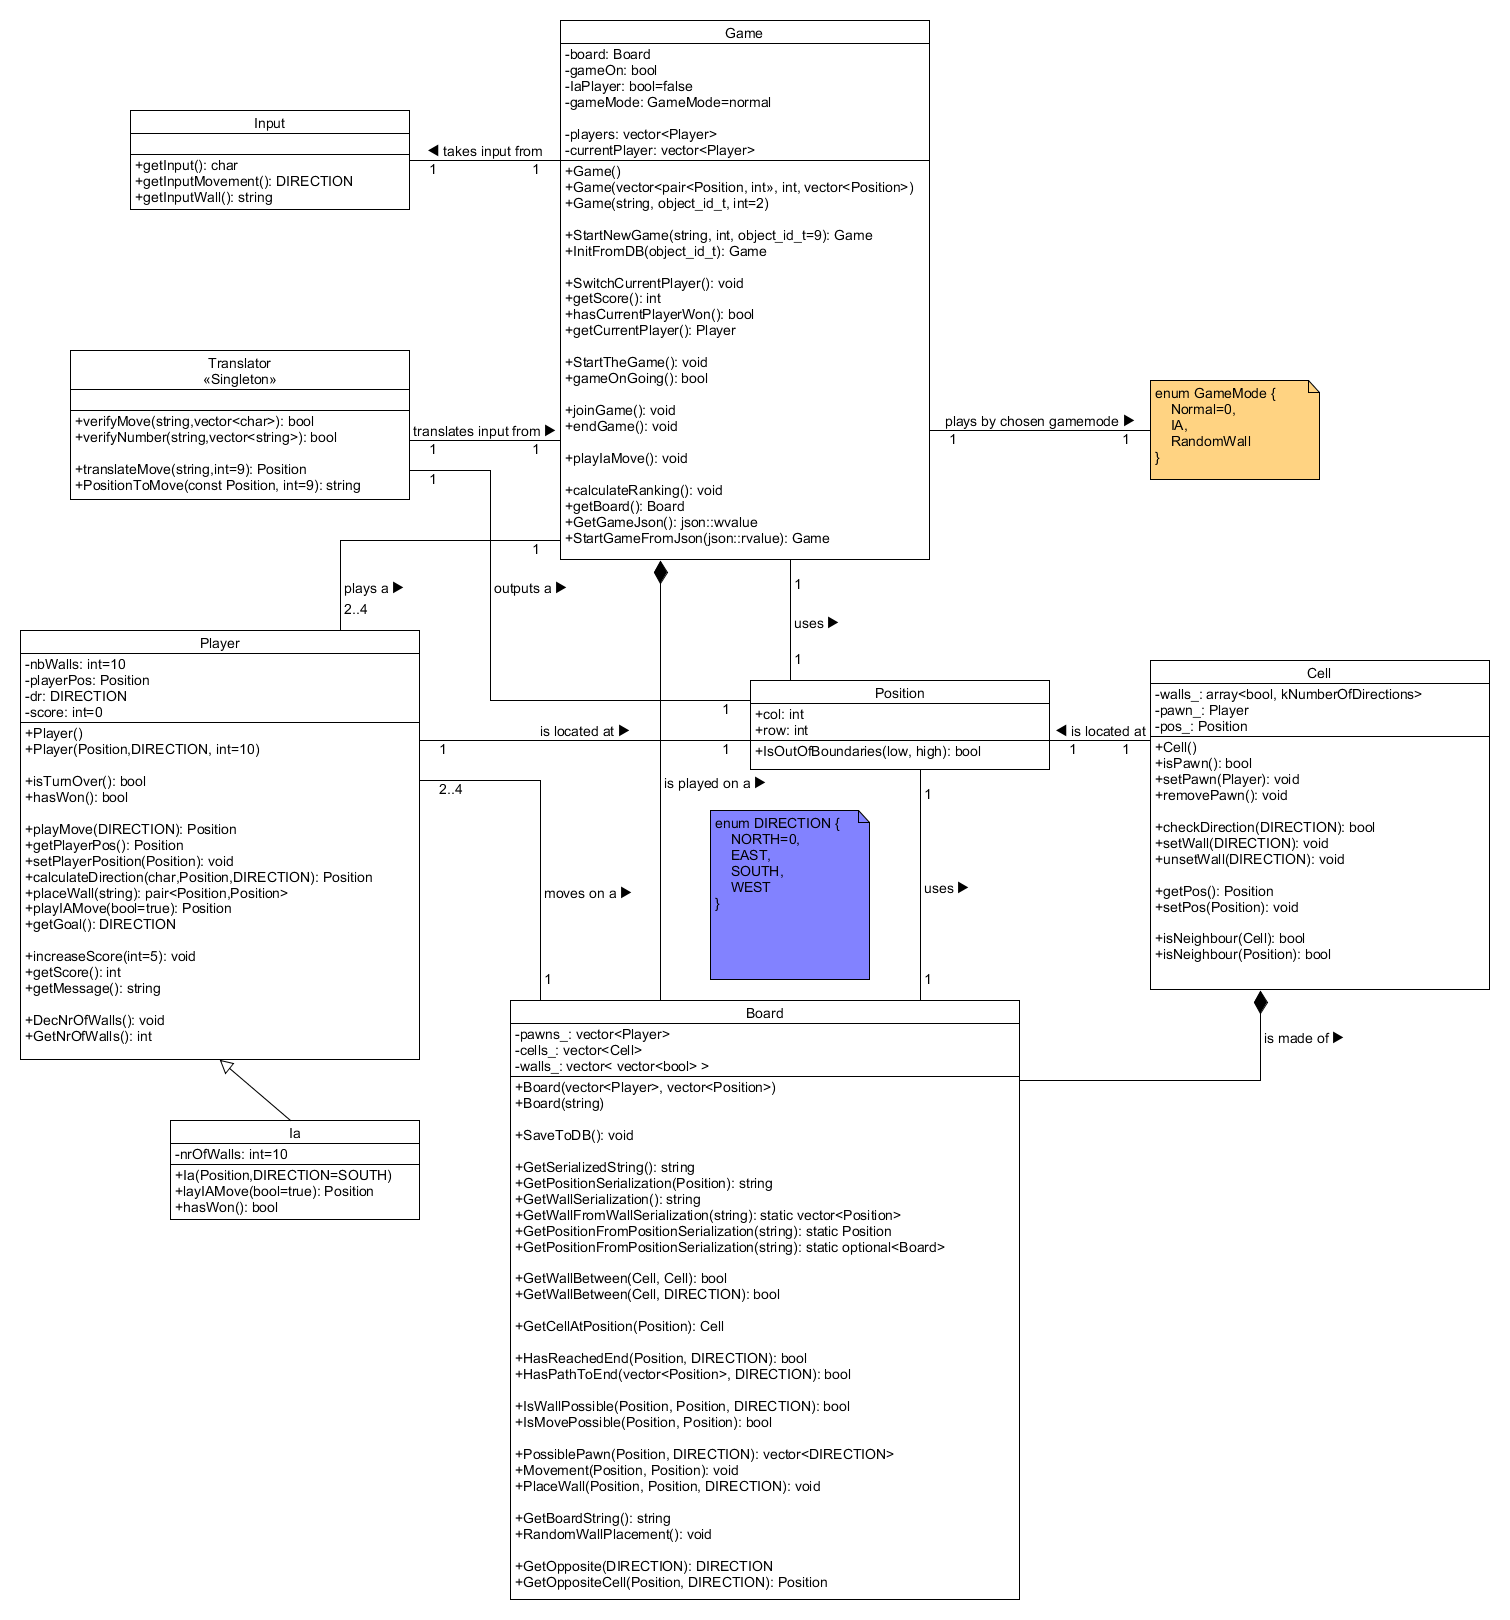 Game
-board: Board
-gameOn: bool
-IaPlayer: bool=false
-gameMode: GameMode=normal
-players: vector<Player>
-currentPlayer: vector<Player>
+Game()
+Game(vector<pair<Position, int», int, vector<Position>)
+Game(string, object_id_t, int=2)
+StartNewGame(string, int, object_id_t=9): Game
+InitFromDB(object_id_t): Game
+SwitchCurrentPlayer(): void
+getScore(): int
+hasCurrentPlayerWon(): bool
+getCurrentPlayer(): Player
+StartTheGame(): void
+gameOnGoing(): bool
+joinGame(): void
+endGame(): void
+playIaMove(): void
+calculateRanking(): void
+getBoard(): Board
+GetGameJson(): json::wvalue
+StartGameFromJson(json::rvalue): Game
Input
+getInput(): char
+getInputMovement(): DIRECTION
+getInputWall(): string
◀ takes input from
1
1
Translator
«Singleton»
+verifyMove(string,vector<char>): bool
+verifyNumber(string,vector<string>): bool
+translateMove(string,int=9): Position
+PositionToMove(const Position, int=9): string
translates input from ▶
1
1
1
plays by chosen gamemode ▶
1
1
enum GameMode {
Normal=0,
IA,
RandomWall
}
1
plays a ▶
2..4
outputs a ▶
1
1
uses ▶
1
Player
-nbWalls: int=10
-playerPos: Position
-dr: DIRECTION
-score: int=0
+Player()
+Player(Position,DIRECTION, int=10)
+isTurnOver(): bool
+hasWon(): bool
+playMove(DIRECTION): Position
+getPlayerPos(): Position
+setPlayerPosition(Position): void
+calculateDirection(char,Position,DIRECTION): Position
+placeWall(string): pair<Position,Position>
+playIAMove(bool=true): Position
+getGoal(): DIRECTION
+increaseScore(int=5): void
+getScore(): int
+getMessage(): string
+DecNrOfWalls(): void
+GetNrOfWalls(): int
is located at ▶
1
1
Position
+col: int
+row: int
+IsOutOfBoundaries(low, high): bool
◀ is located at
1
1
Cell
-walls_: array<bool, kNumberOfDirections>
-pawn_: Player
-pos_: Position
+Cell()
+isPawn(): bool
+setPawn(Player): void
+removePawn(): void
+checkDirection(DIRECTION): bool
+setWall(DIRECTION): void
+unsetWall(DIRECTION): void
+getPos(): Position
+setPos(Position): void
+isNeighbour(Cell): bool
+isNeighbour(Position): bool
is played on a ▶
2..4
moves on a ▶
1
enum DIRECTION {
NORTH=0,
EAST,
SOUTH,
WEST
}
1
uses ▶
1
is made of ▶
Ia
-nrOfWalls: int=10
+Ia(Position,DIRECTION=SOUTH)
+layIAMove(bool=true): Position
+hasWon(): bool
Board
-pawns_: vector<Player>
-cells_: vector<Cell>
-walls_: vector< vector<bool> >
+Board(vector<Player>, vector<Position>)
+Board(string)
+SaveToDB(): void
+GetSerializedString(): string
+GetPositionSerialization(Position): string
+GetWallSerialization(): string
+GetWallFromWallSerialization(string): static vector<Position>
+GetPositionFromPositionSerialization(string): static Position
+GetPositionFromPositionSerialization(string): static optional<Board>
+GetWallBetween(Cell, Cell): bool
+GetWallBetween(Cell, DIRECTION): bool
+GetCellAtPosition(Position): Cell
+HasReachedEnd(Position, DIRECTION): bool
+HasPathToEnd(vector<Position>, DIRECTION): bool
+IsWallPossible(Position, Position, DIRECTION): bool
+IsMovePossible(Position, Position): bool
+PossiblePawn(Position, DIRECTION): vector<DIRECTION>
+Movement(Position, Position): void
+PlaceWall(Position, Position, DIRECTION): void
+GetBoardString(): string
+RandomWallPlacement(): void
+GetOpposite(DIRECTION): DIRECTION
+GetOppositeCell(Position, DIRECTION): Position